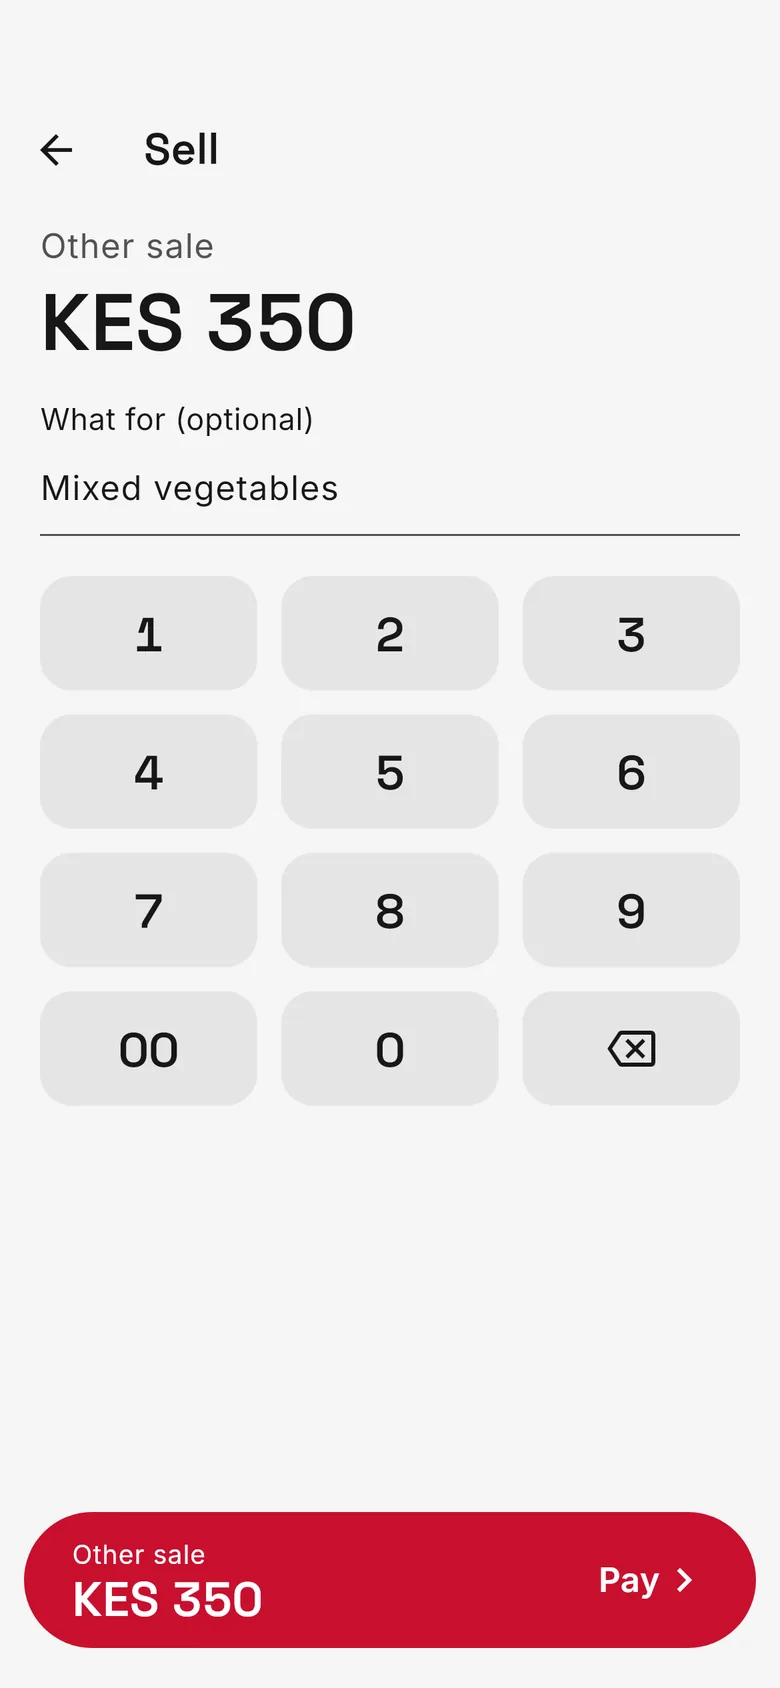 Sell
Other sale
KES 350
What for (optional)
Mixed vegetables
1 2 3
4 5 6
7 8 9
00 0
Other sale
KES 350
Pay